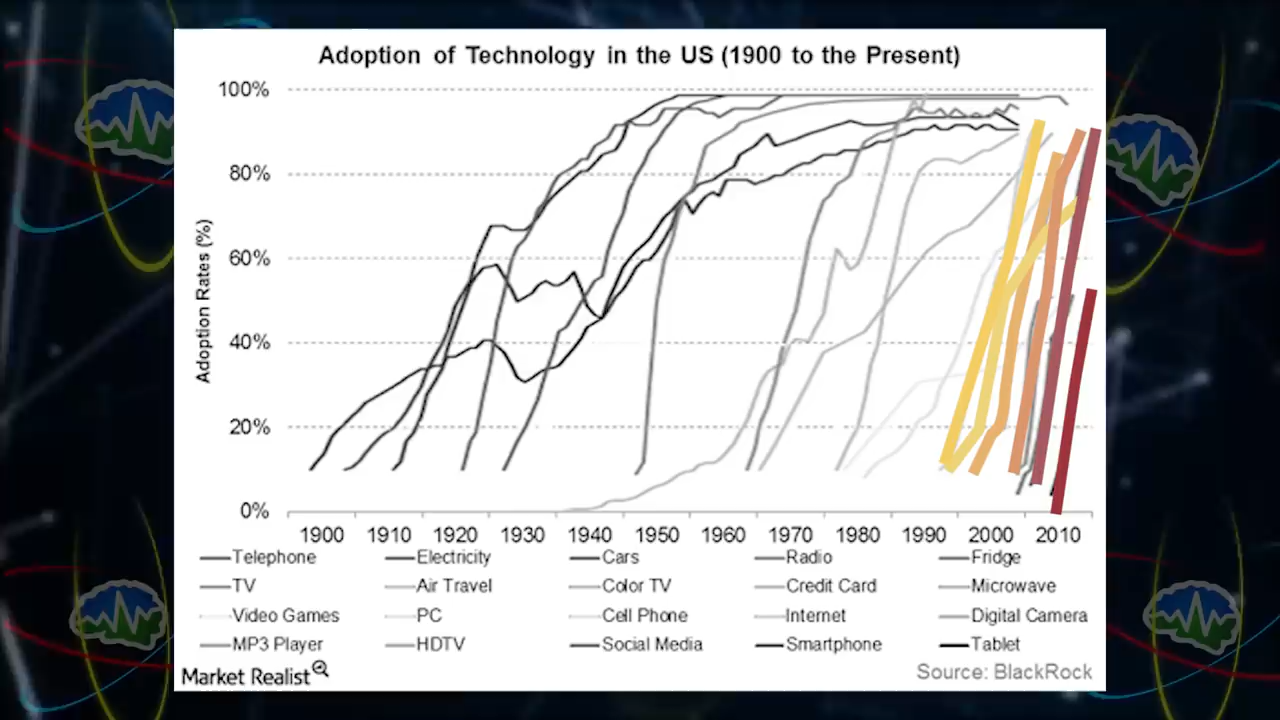 Adoption of Technology in the US (1900 to the Present)
100%
80%
60%
40%
20%
0%
Adoption Rates (%)
1900 1910 1920 1930 1940 1950 1960 1970 1980 1990 2000 2010
Telephone Electricity Cars Radio Fridge
TV Air Travel Color TV Credit Card Microwave
Video Games PC Cell Phone Internet Digital Camera
MP3 Player HDTV Social Media Smartphone Tablet
Market Realist
Source: BlackRock